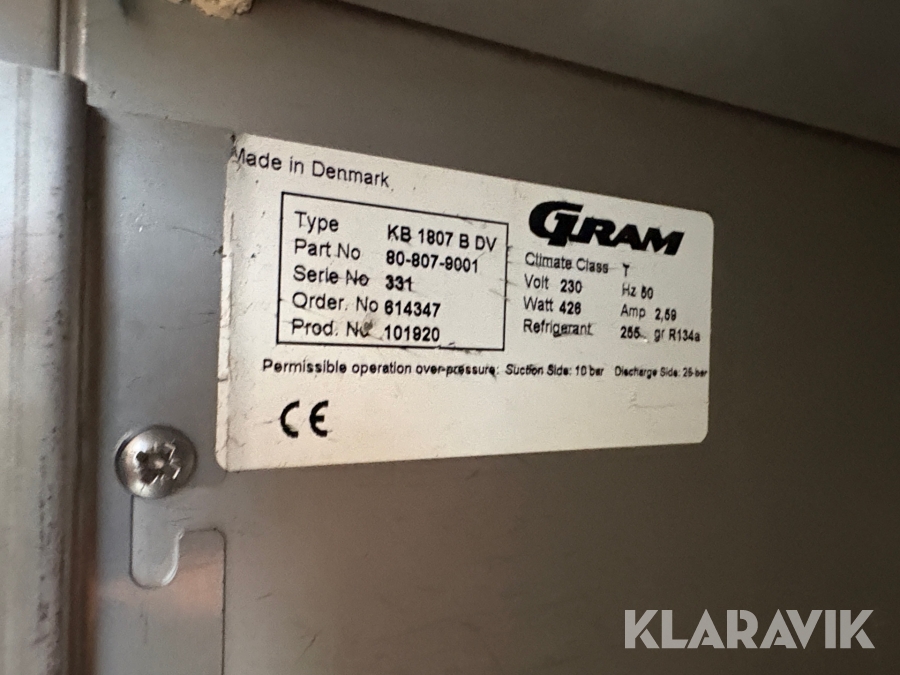 Made in Denmark
GRAM
Type KB 1807 B DV
Part.No 80-807-9001
Serie No 331
Order. No 614347
Prod. No 101920
Climate Class T
Volt 230 Hz 50
Watt 426 Amp 2,59
Refrigerant 255 gr R134a
Permissible operation over-pressure: Suction Side: 10 bar Discharge Side: 25 bar
CE
KLARAVIK